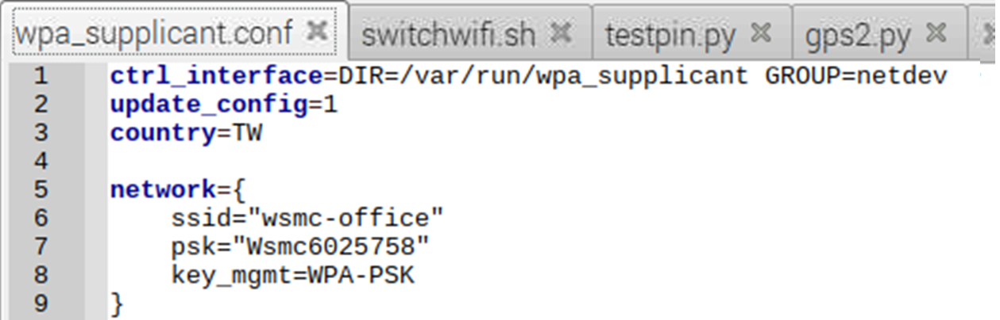 wpa_supplicant.conf switchwifi.sh testpin.py gps2.py
1 ctrl_interface=DIR=/var/run/wpa_supplicant GROUP=netdev
2 update_config=1
3 country=TW
4
5 network={
6 ssid="wsmc-office"
7 psk="Wsmc6025758"
8 key_mgmt=WPA-PSK
9 }